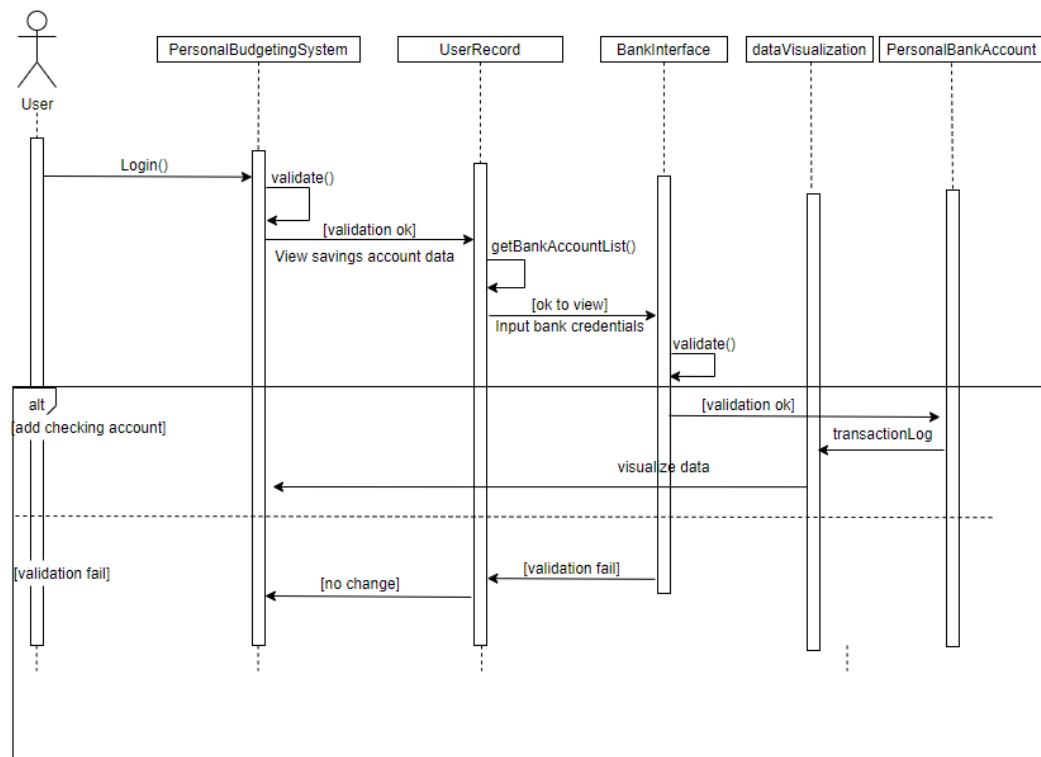 PersonalBudgetingSystem
UserRecord
BankInterface
dataVisualization
PersonalBankAccount
User
Login()
validate()
[validation ok]
View savings account data
getBankAccountList()
[ok to view]
Input bank credentials
validate()
alt
[add checking account]
[validation ok]
transactionLog
visualize data
[validation fail]
[validation fail]
[no change]